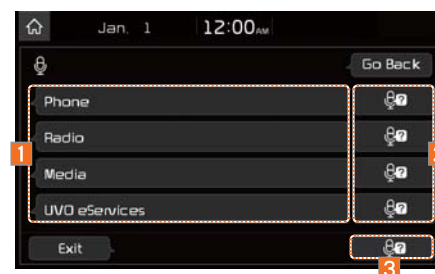 Jan. 1 12:00AM
Go Back
Phone
?
Radio
?
1
2
Media
?
UVO eServices
?
Exit
?
3